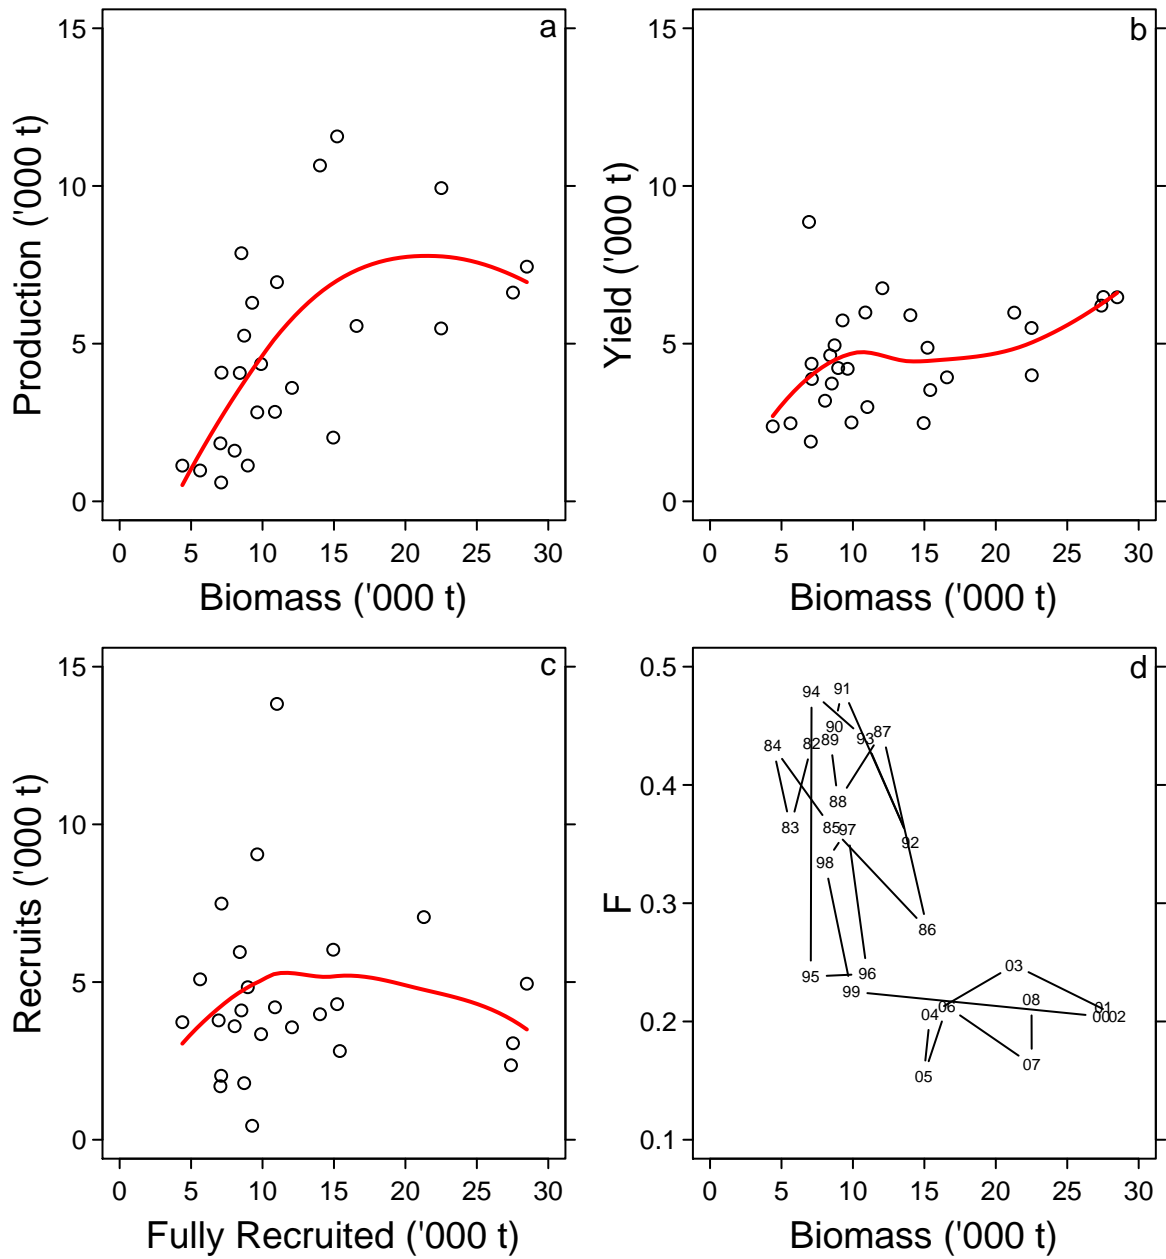 a
15
10
5
0
Production ('000 t)
0 5 10 15 20 25 30
Biomass ('000 t)
b
15
10
5
0
Yield ('000 t)
0 5 10 15 20 25 30
Biomass ('000 t)
c
15
10
5
0
Recruits ('000 t)
0 5 10 15 20 25 30
Fully Recruited ('000 t)
d
0.5
0.4
0.3
0.2
0.1
F
94 91
90
84 82 89 93 87
88
83 85 97
98 92
86
95 96
99 03
04 06 08 01
00 02
05 07
0 5 10 15 20 25 30
Biomass ('000 t)